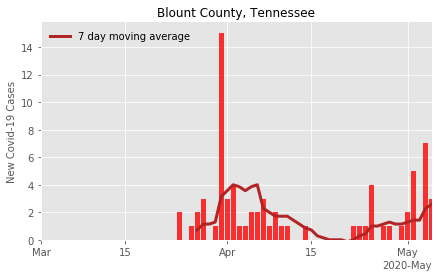 Blount County, Tennessee
7 day moving average
New Covid-19 Cases
14
12
10
8
6
4
2
0
Mar 15 Apr 15 May
2020-May